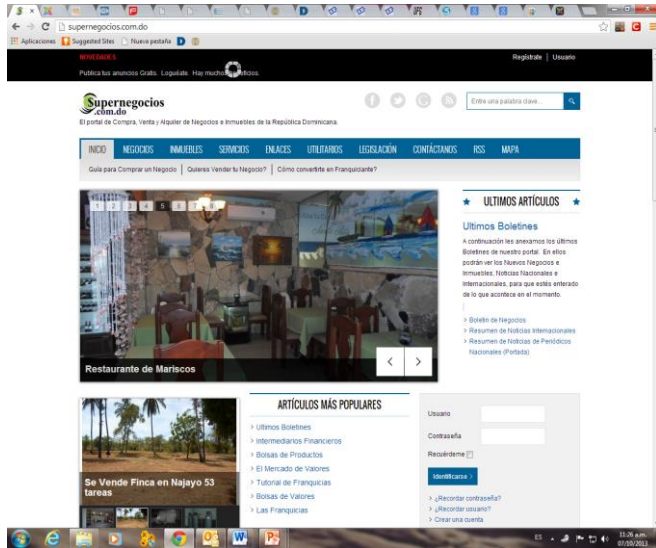 supernegocios.com.do
Aplicaciones
Suggested Sites
Nueva pestaña
NOVEDADES
Registrate | Usuario
Publica tus anuncios Gratis. Loguéate. Hay
Supernegocios
.com.do
El portal de Compra, Venta y Alquiler de Negocios e Inmuebles de la República Dominicana.
Entre una palabra clave..
INICIO NEGOCIOS INMUEBLES SERVICIOS ENLACES UTILITARIOS LEGISLACIÓN CONTÁCTANOS RSS MAPA
Guía para Comprar un Negocio | Quieres Vender tu Negocio? | Cómo convertirte en Franquiciante?
1 2 3 4 5 6 7 8
Restaurante de Mariscos
ULTIMOS ARTÍCULOS
Ultimos Boletines
A continuación les anexamos los últimos
Boletines de nuestro portal. En ellos
podrán ver los Nuevos Negocios e
Inmuebles, Noticias Nacionales e
Internacionales, para que estés enterado
de lo que acontece en el momento.
> Boletín de Negocios
> Resumen de Noticias Internacionales
> Resumen de Noticias de Periódicos
Nacionales (Portada)
Se Vende Finca en Najayo 53
tareas
ARTÍCULOS MÁS POPULARES
> Ultimos Boletines
> Intermediarios Financieros
> Bolsas de Productos
> El Mercado de Valores
> Tutorial de Franquicias
> Bolsas de Valores
> Las Franquicias
Usuario
Contraseña
Recuérdeme
Identificarse >
> ¿Recordar contraseña?
> ¿Recordar usuario?
> Crear una cuenta
ES
11:26 a.m.
07/10/2013